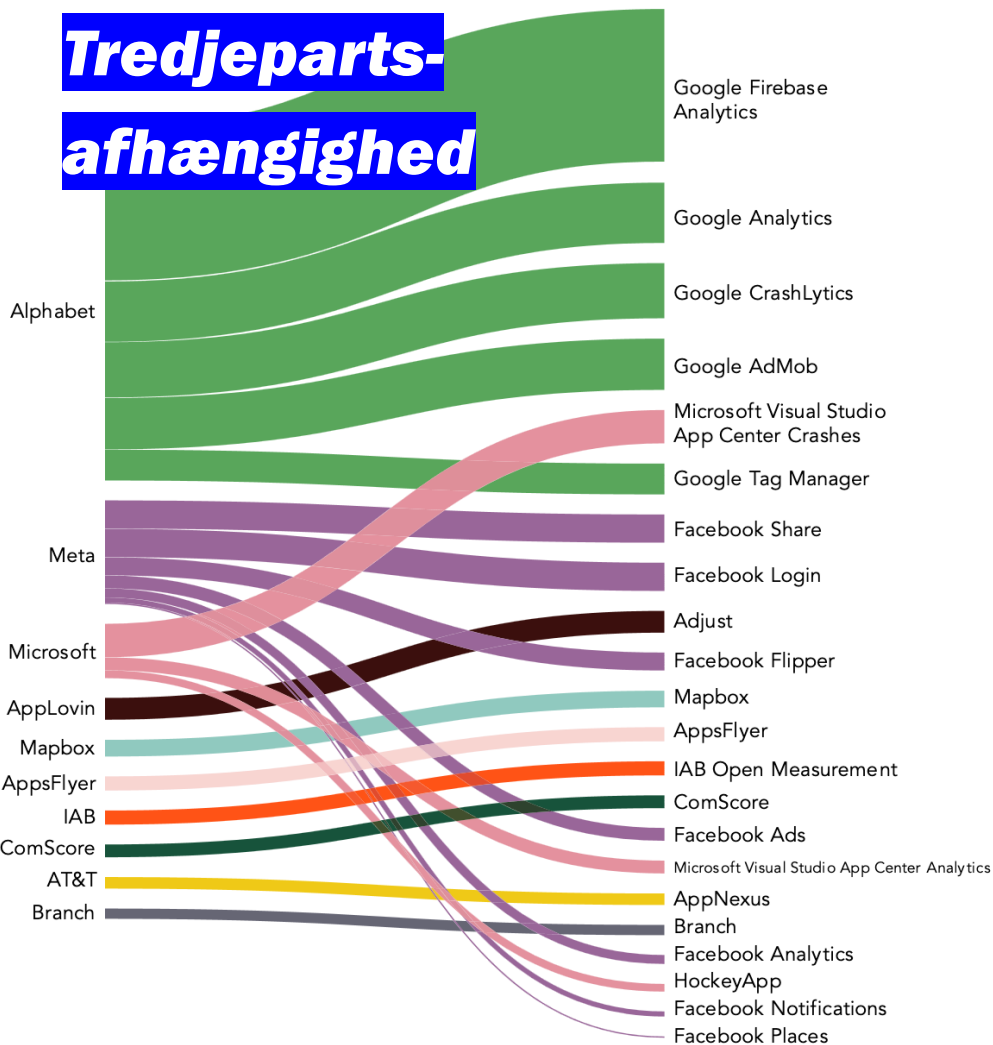 Tredjeparts-
afhængighed
Alphabet
Meta
Microsoft
AppLovin
Mapbox
AppsFlyer
IAB
ComScore
AT&T
Branch
Google Firebase
Analytics
Google Analytics
Google CrashLytics
Google AdMob
Microsoft Visual Studio
App Center Crashes
Google Tag Manager
Facebook Share
Facebook Login
Adjust
Facebook Flipper
Mapbox
AppsFlyer
IAB Open Measurement
ComScore
Facebook Ads
Microsoft Visual Studio App Center Analytics
AppNexus
Branch
Facebook Analytics
HockeyApp
Facebook Notifications
Facebook Places